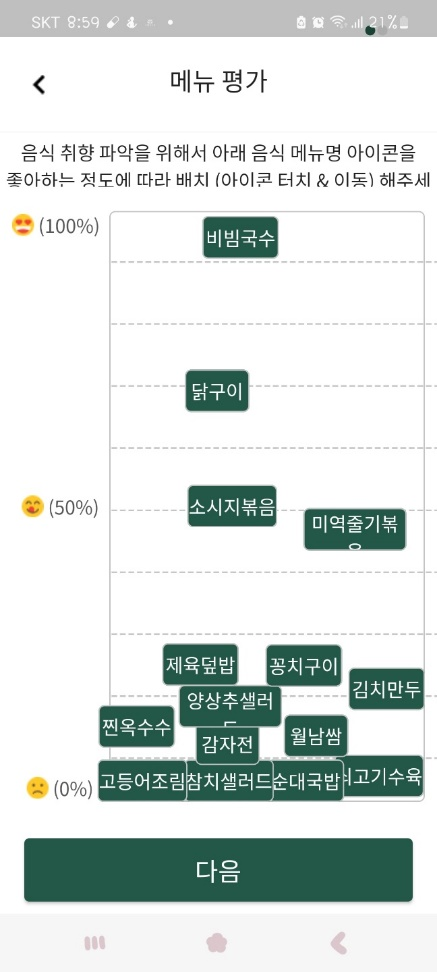 SKT 8:59
21%
메뉴 평가
음식 취향 파악을 위해서 아래 음식 메뉴명 아이콘을
좋아하는 정도에 따라 배치 (아이콘 터치 & 이동) 해주세
(100%)
비빔국수
닭구이
(50%)
소시지볶음
미역줄기볶
음
제육덮밥
꽁치구이
김치만두
양상추샐러
드
찐옥수수
감자전
월남쌈
(0%)
고등어조림
참치샐러드
순대국밥
쇠고기수육
다음